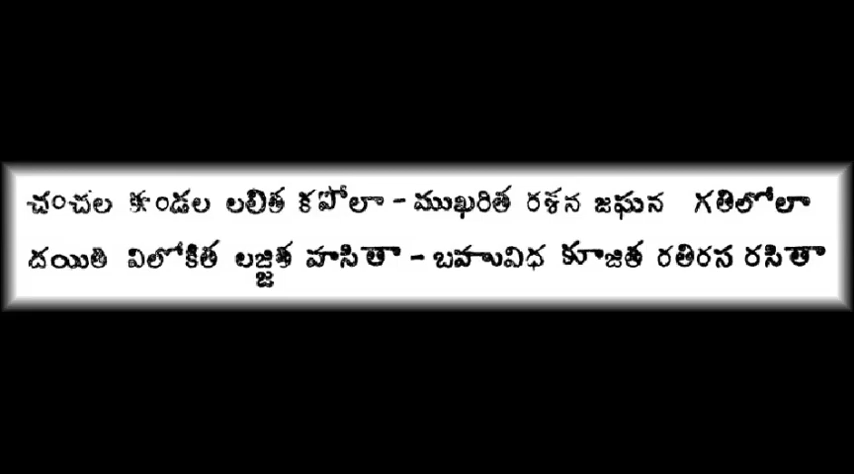 చంచల కుండల లలిత కపోలా - ముఖరిత రశన జఘన గతిలోలా
దయిత విలోకిత లజ్జిత హసితా - బహువిధ కూజిత రతిరస రసితా